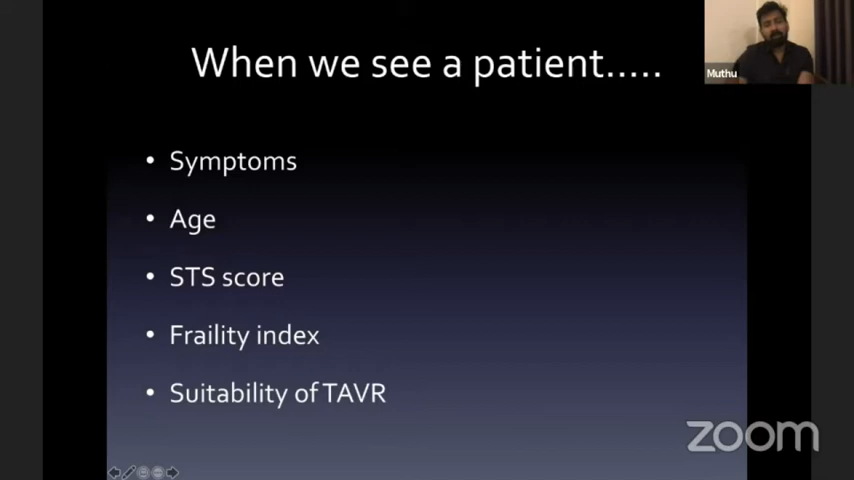 When we see a patient.....
Muthu
• Symptoms
• Age
• STS score
• Fraility index
• Suitability of TAVR
zoom